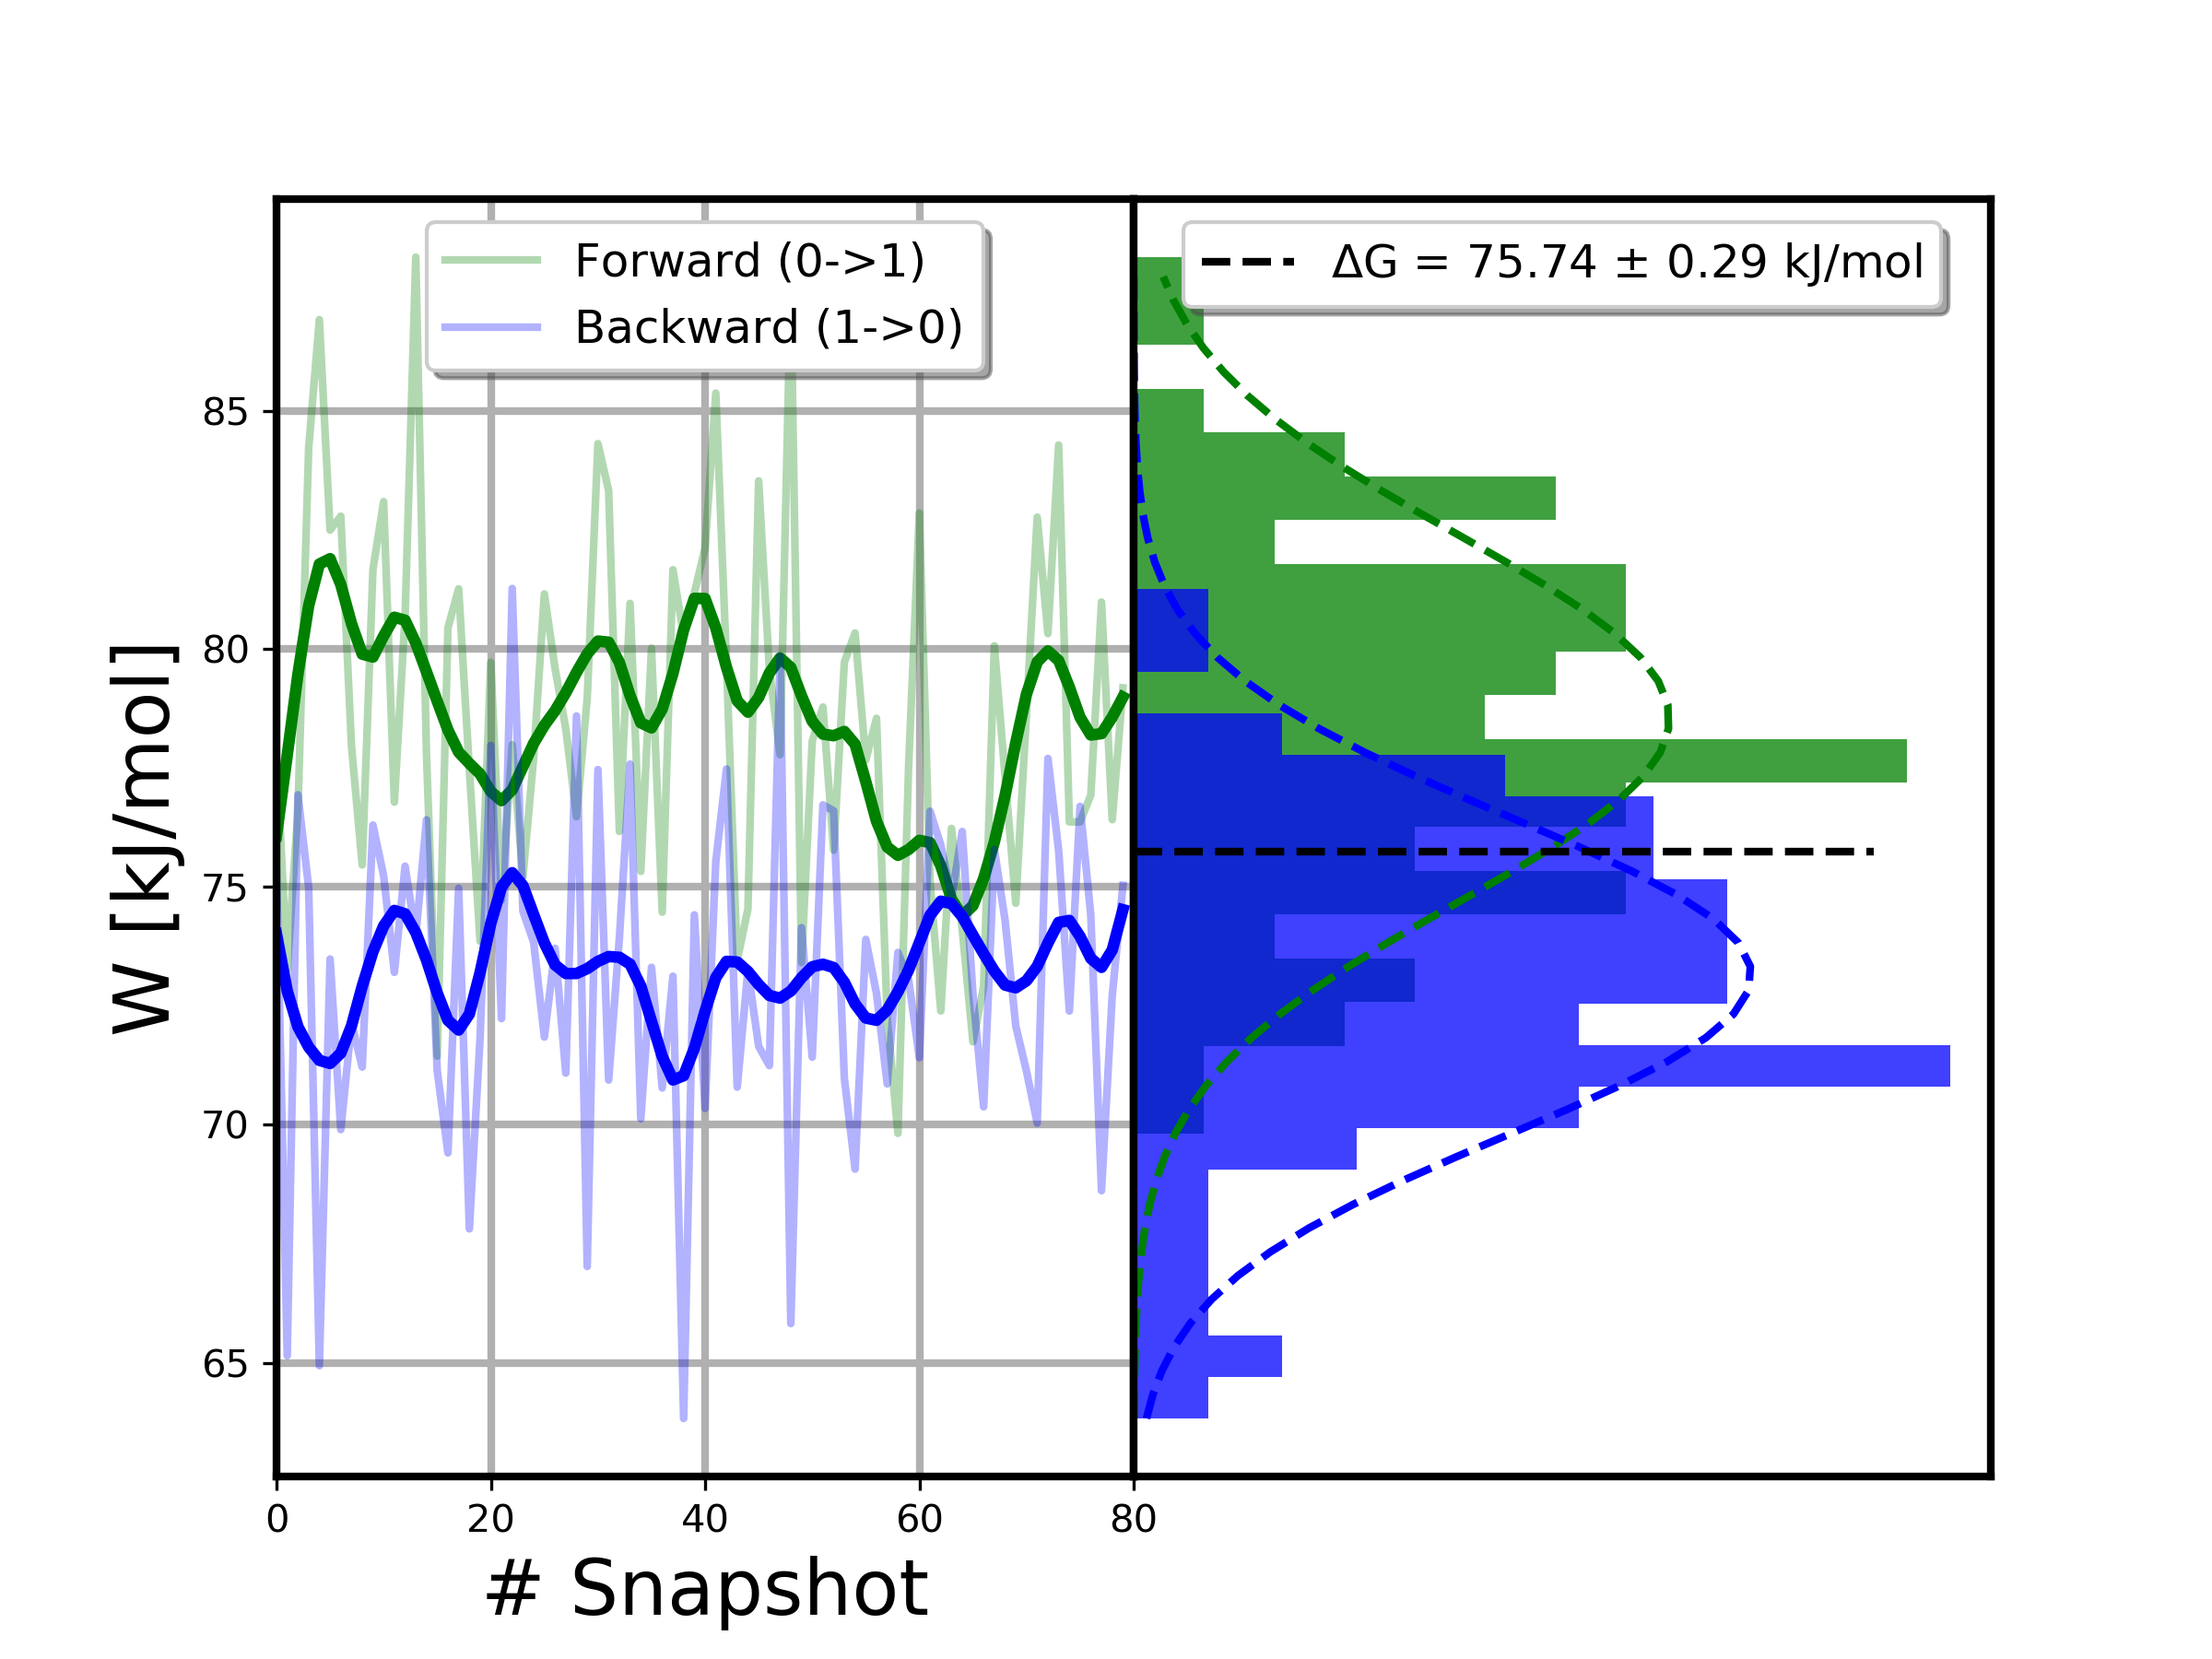 Forward (0->1)
Backward (1->0)
ΔG = 75.74 ± 0.29 kJ/mol
W [kJ/mol]
85
80
75
70
65
0 20 40 60 80
# Snapshot